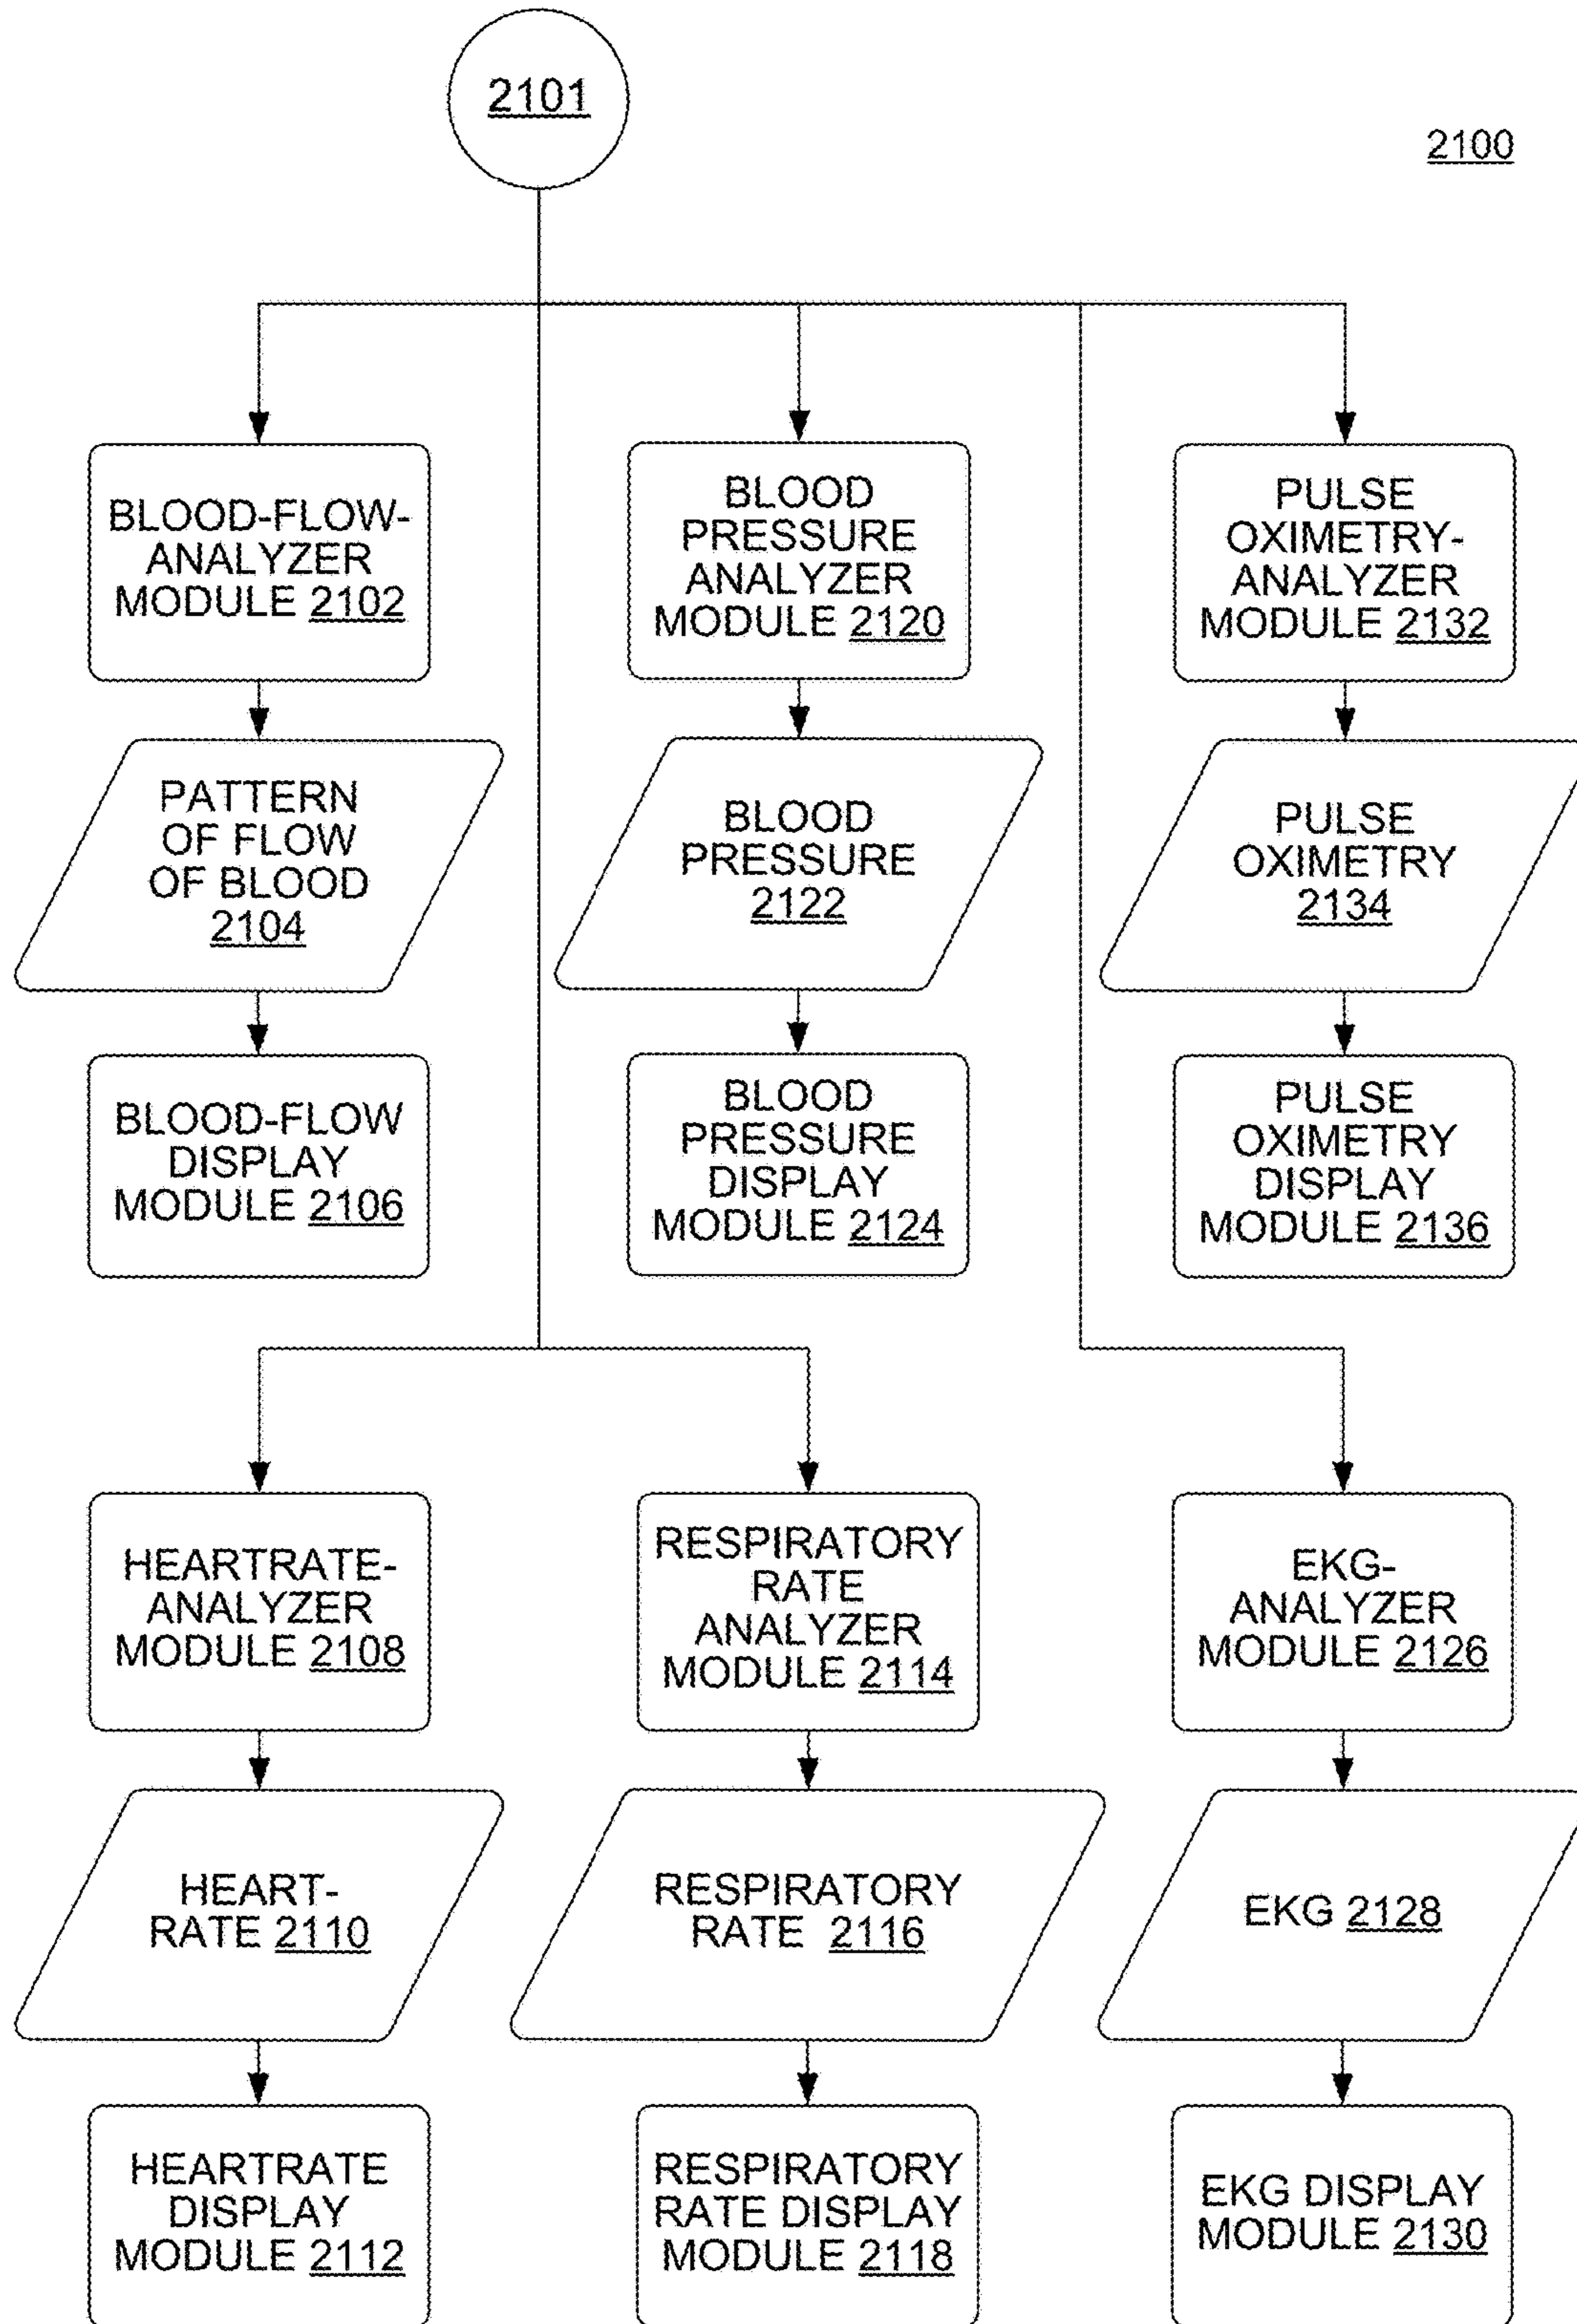 2101
2100
BLOOD-FLOW-
ANALYZER
MODULE 2102
BLOOD
PRESSURE
ANALYZER
MODULE 2120
PULSE
OXIMETRY-
ANALYZER
MODULE 2132
PATTERN
OF FLOW
OF BLOOD
2104
BLOOD
PRESSURE
2122
PULSE
OXIMETRY
2134
BLOOD-FLOW
DISPLAY
MODULE 2106
BLOOD
PRESSURE
DISPLAY
MODULE 2124
PULSE
OXIMETRY
DISPLAY
MODULE 2136
HEARTRATE-
ANALYZER
MODULE 2108
RESPIRATORY
RATE
ANALYZER
MODULE 2114
EKG-
ANALYZER
MODULE 2126
HEART-
RATE 2110
RESPIRATORY
RATE 2116
EKG 2128
HEARTRATE
DISPLAY
MODULE 2112
RESPIRATORY
RATE DISPLAY
MODULE 2118
EKG DISPLAY
MODULE 2130